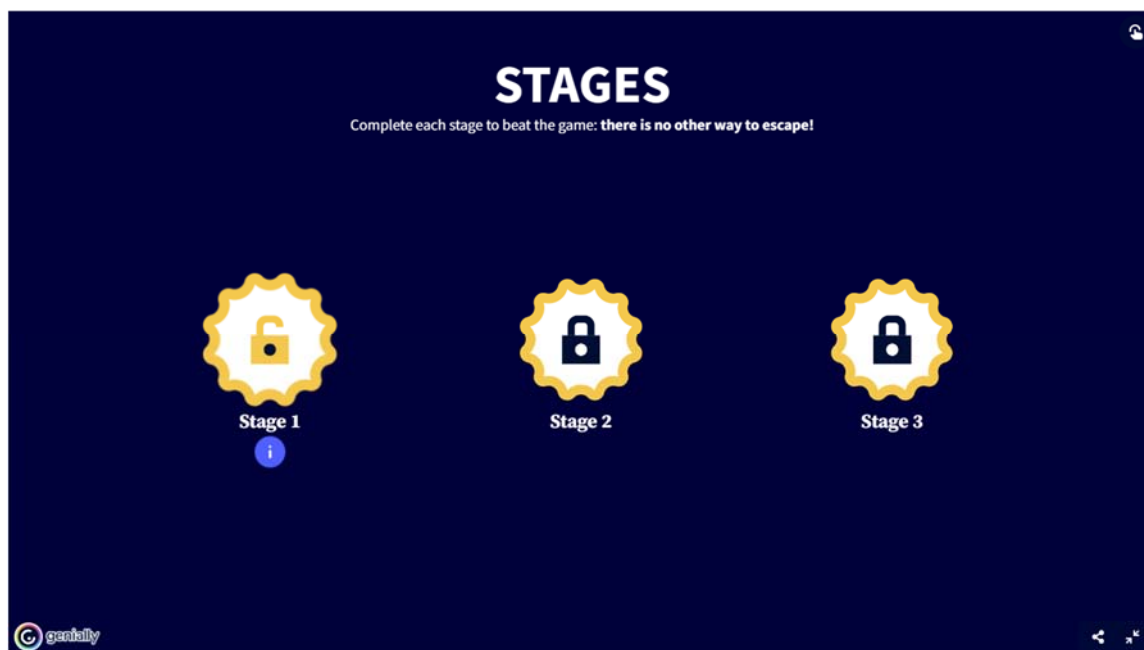 STAGES
Complete each stage to beat the game: there is no other way to escape!
Stage 1
Stage 2
Stage 3
i
genially